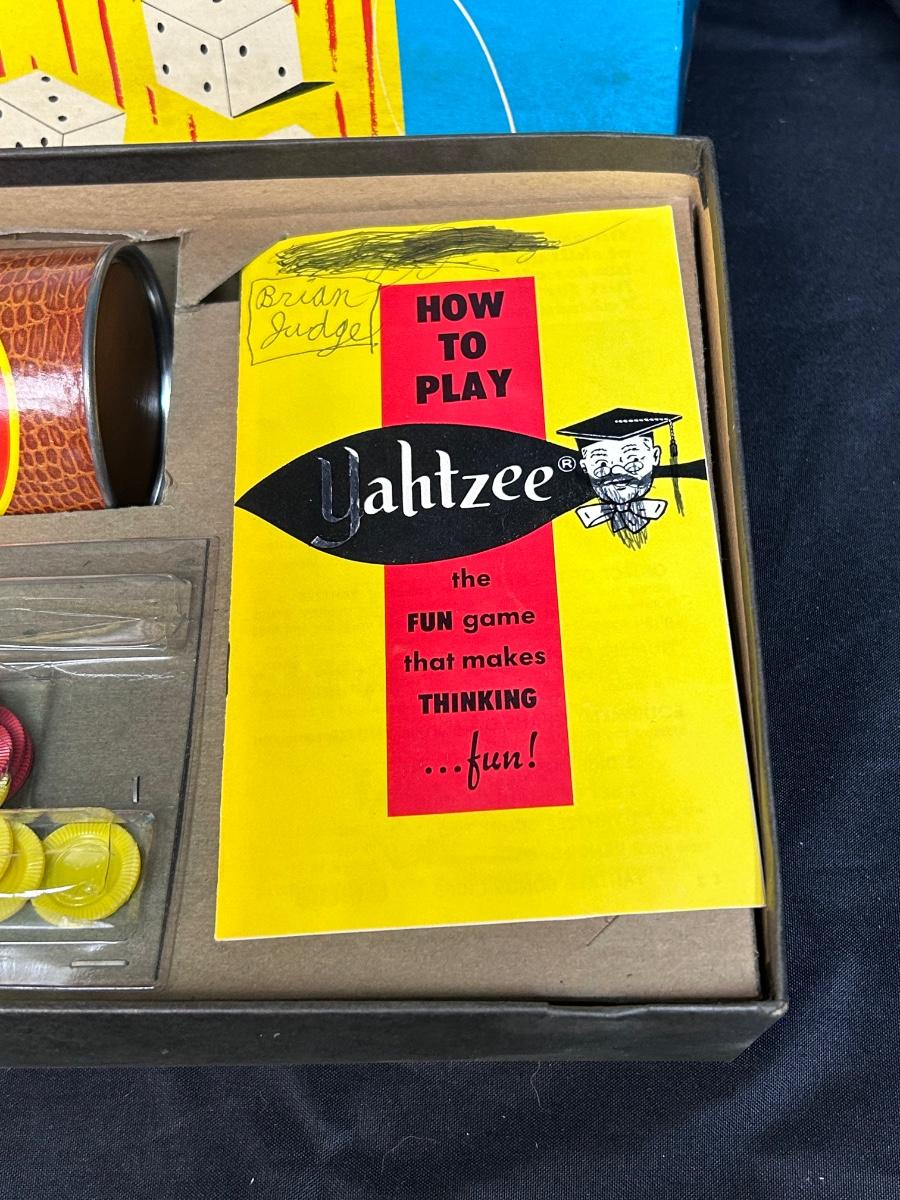 Brian
Judge
HOW
TO
PLAY
Yahtzee®
the
FUN game
that makes
THINKING
...fun!